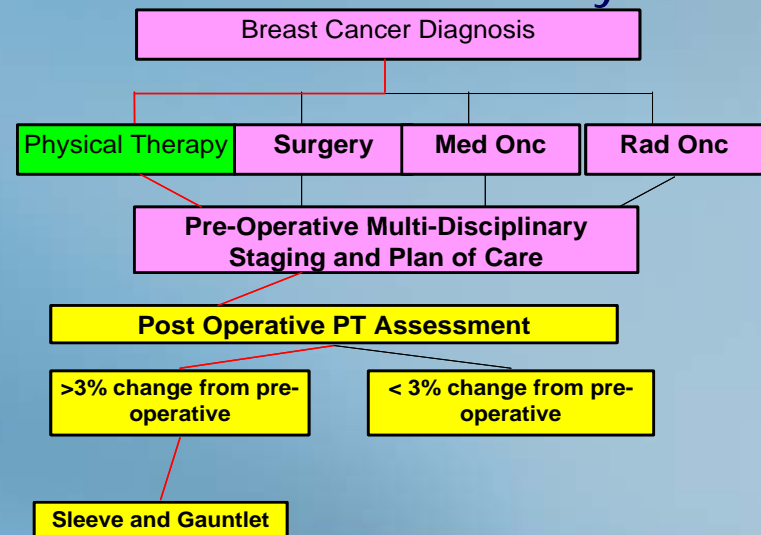 Breast Cancer Diagnosis
Physical Therapy
Surgery
Med Onc
Rad Onc
Pre-Operative Multi-Disciplinary
Staging and Plan of Care
Post Operative PT Assessment
>3% change from pre-
operative
< 3% change from pre-
operative
Sleeve and Gauntlet